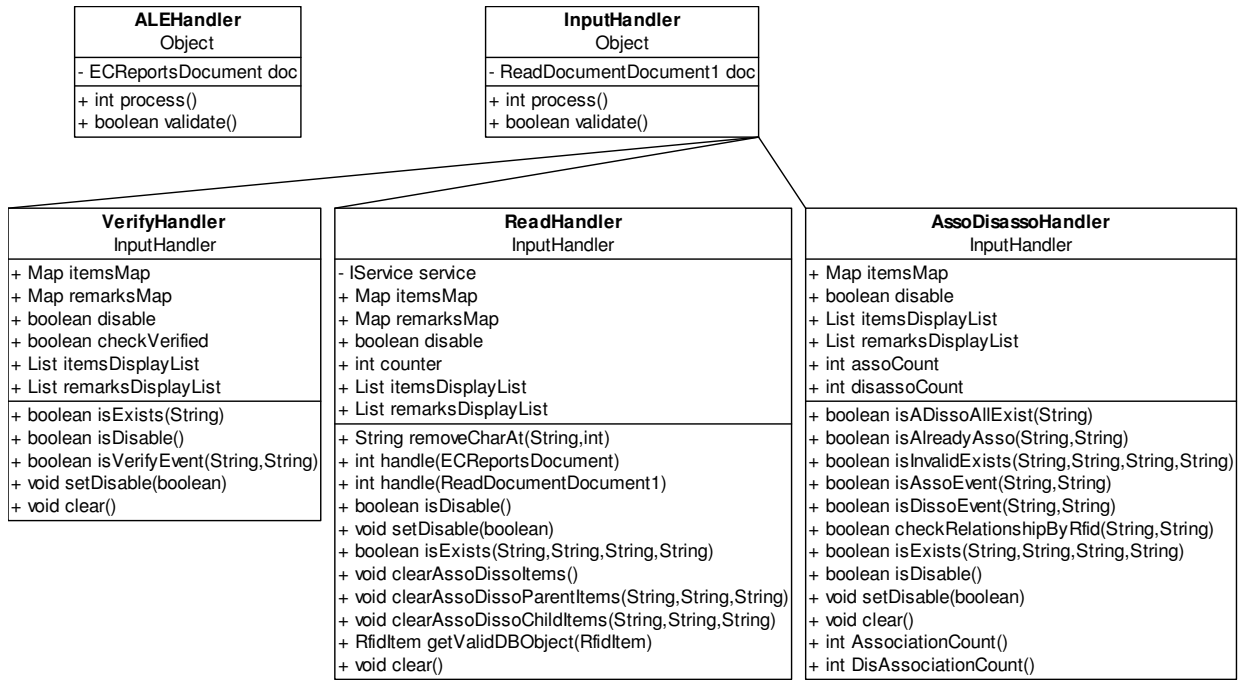 ALEHandler
Object
- ECReportsDocument doc
+ int process()
+ boolean validate()
InputHandler
Object
- ReadDocumentDocument1 doc
+ int process()
+ boolean validate()
VerifyHandler
InputHandler
+ Map itemsMap
+ Map remarksMap
+ boolean disable
+ boolean checkVerified
+ List itemsDisplayList
+ List remarksDisplayList
+ boolean isExists(String)
+ boolean isDisable()
+ boolean isVerifyEvent(String,String)
+ void setDisable(boolean)
+ void clear()
ReadHandler
InputHandler
- IService service
+ Map itemsMap
+ Map remarksMap
+ boolean disable
+ int counter
+ List itemsDisplayList
+ List remarksDisplayList
+ String removeCharAt(String,int)
+ int handle(ECReportsDocument)
+ int handle(ReadDocumentDocument1)
+ boolean isDisable()
+ void setDisable(boolean)
+ boolean isExists(String,String,String,String)
+ void clearAssoDissoItems()
+ void clearAssoDissoParentItems(String,String,String)
+ void clearAssoDissoChildItems(String,String,String)
+ RfidItem getValidDBObject(RfidItem)
+ void clear()
AssoDisassoHandler
InputHandler
+ Map itemsMap
+ boolean disable
+ List itemsDisplayList
+ List remarksDisplayList
+ int assoCount
+ int disassoCount
+ boolean isADissoAllExist(String)
+ boolean isAlreadyAsso(String,String)
+ boolean isInvalidExists(String,String,String,String)
+ boolean isAssoEvent(String,String)
+ boolean isDissoEvent(String,String)
+ boolean checkRelationshipByRfid(String,String)
+ boolean isExists(String,String,String,String)
+ boolean isDisable()
+ void setDisable(boolean)
+ void clear()
+ int AssociationCount()
+ int DisAssociationCount()